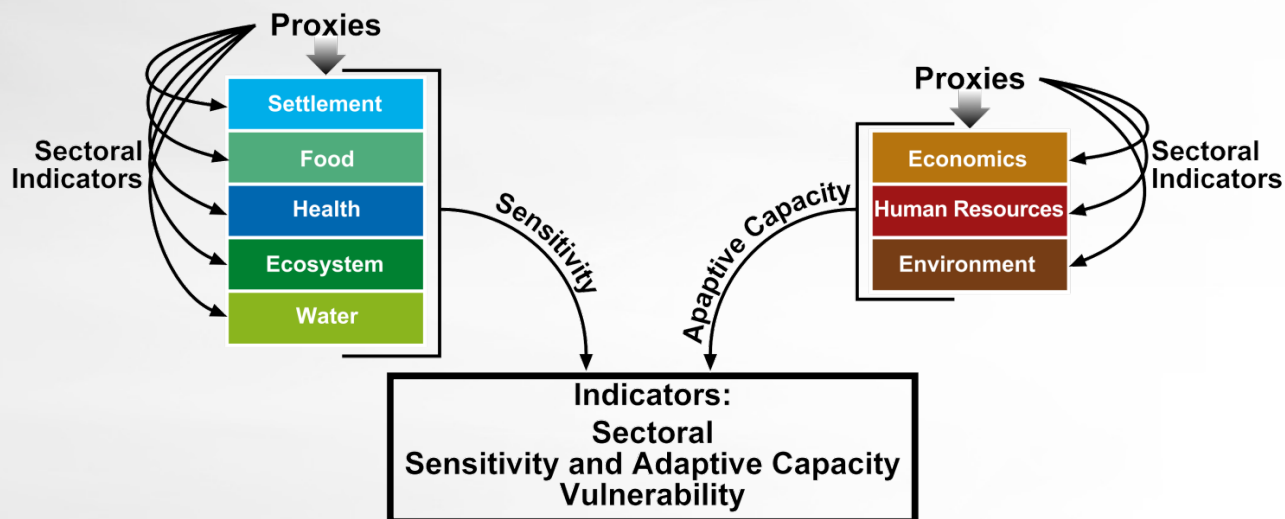 Proxies
Settlement
Food
Health
Ecosystem
Water
Sectoral
Indicators
Sensitivity
Proxies
Economics
Human Resources
Environment
Sectoral
Indicators
Apaptive Capacity
Indicators:
Sectoral
Sensitivity and Adaptive Capacity
Vulnerability